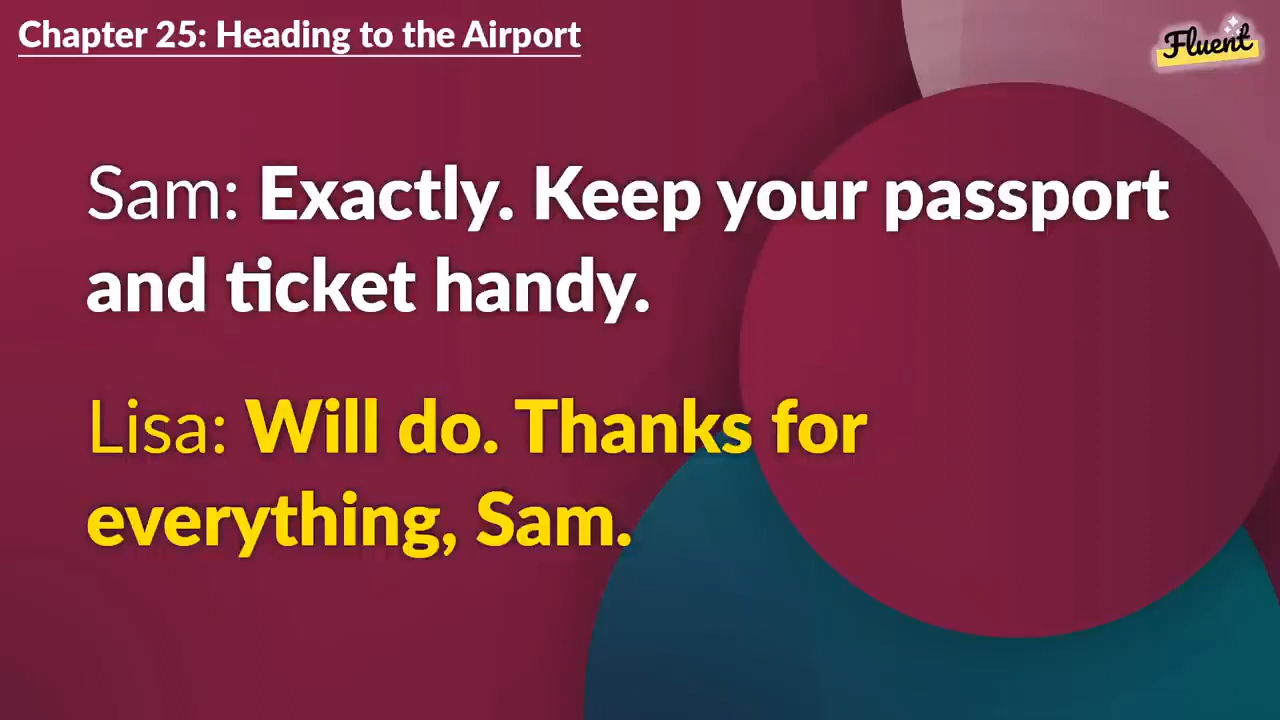 Chapter 25: Heading to the Airport
Fluent
Sam: Exactly. Keep your passport
and ticket handy.
Lisa: Will do. Thanks for
everything, Sam.